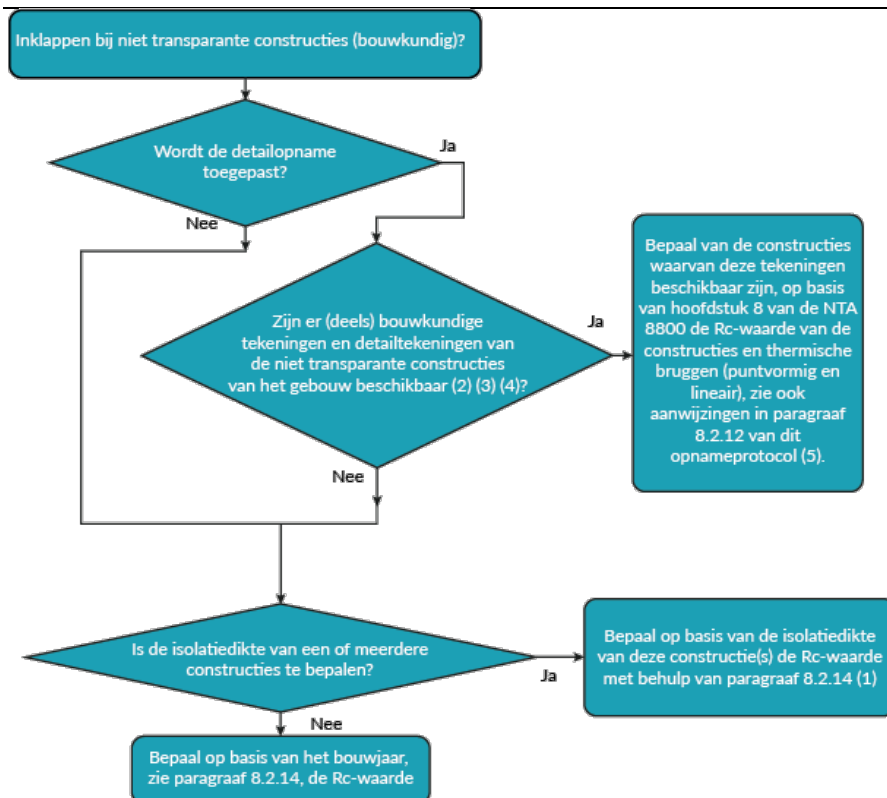 Inklappen bij niet transparante constructies (bouwkundig)?
Wordt de detailopname
toegepast?
Ja
Nee
Zijn er (deels) bouwkundige
tekeningen en detailtekeningen van
de niet transparante constructies
van het gebouw beschikbaar (2) (3) (4)?
Ja
Bepaal van de constructies
waarvan deze tekeningen
beschikbaar zijn, op basis
van hoofdstuk 8 van de NTA
8800 de Rc-waarde van de
constructies en thermische
bruggen (puntvormig en
lineair), zie ook
aanwijzingen in paragraaf
8.2.12 van dit
opnameprotocol (5).
Nee
Is de isolatiedikte van een of meerdere
constructies te bepalen?
Ja
Bepaal op basis van de isolatiedikte
van deze constructie(s) de Rc-waarde
met behulp van paragraaf 8.2.14 (1)
Nee
Bepaal op basis van het bouwjaar,
zie paragraaf 8.2.14, de Rc-waarde